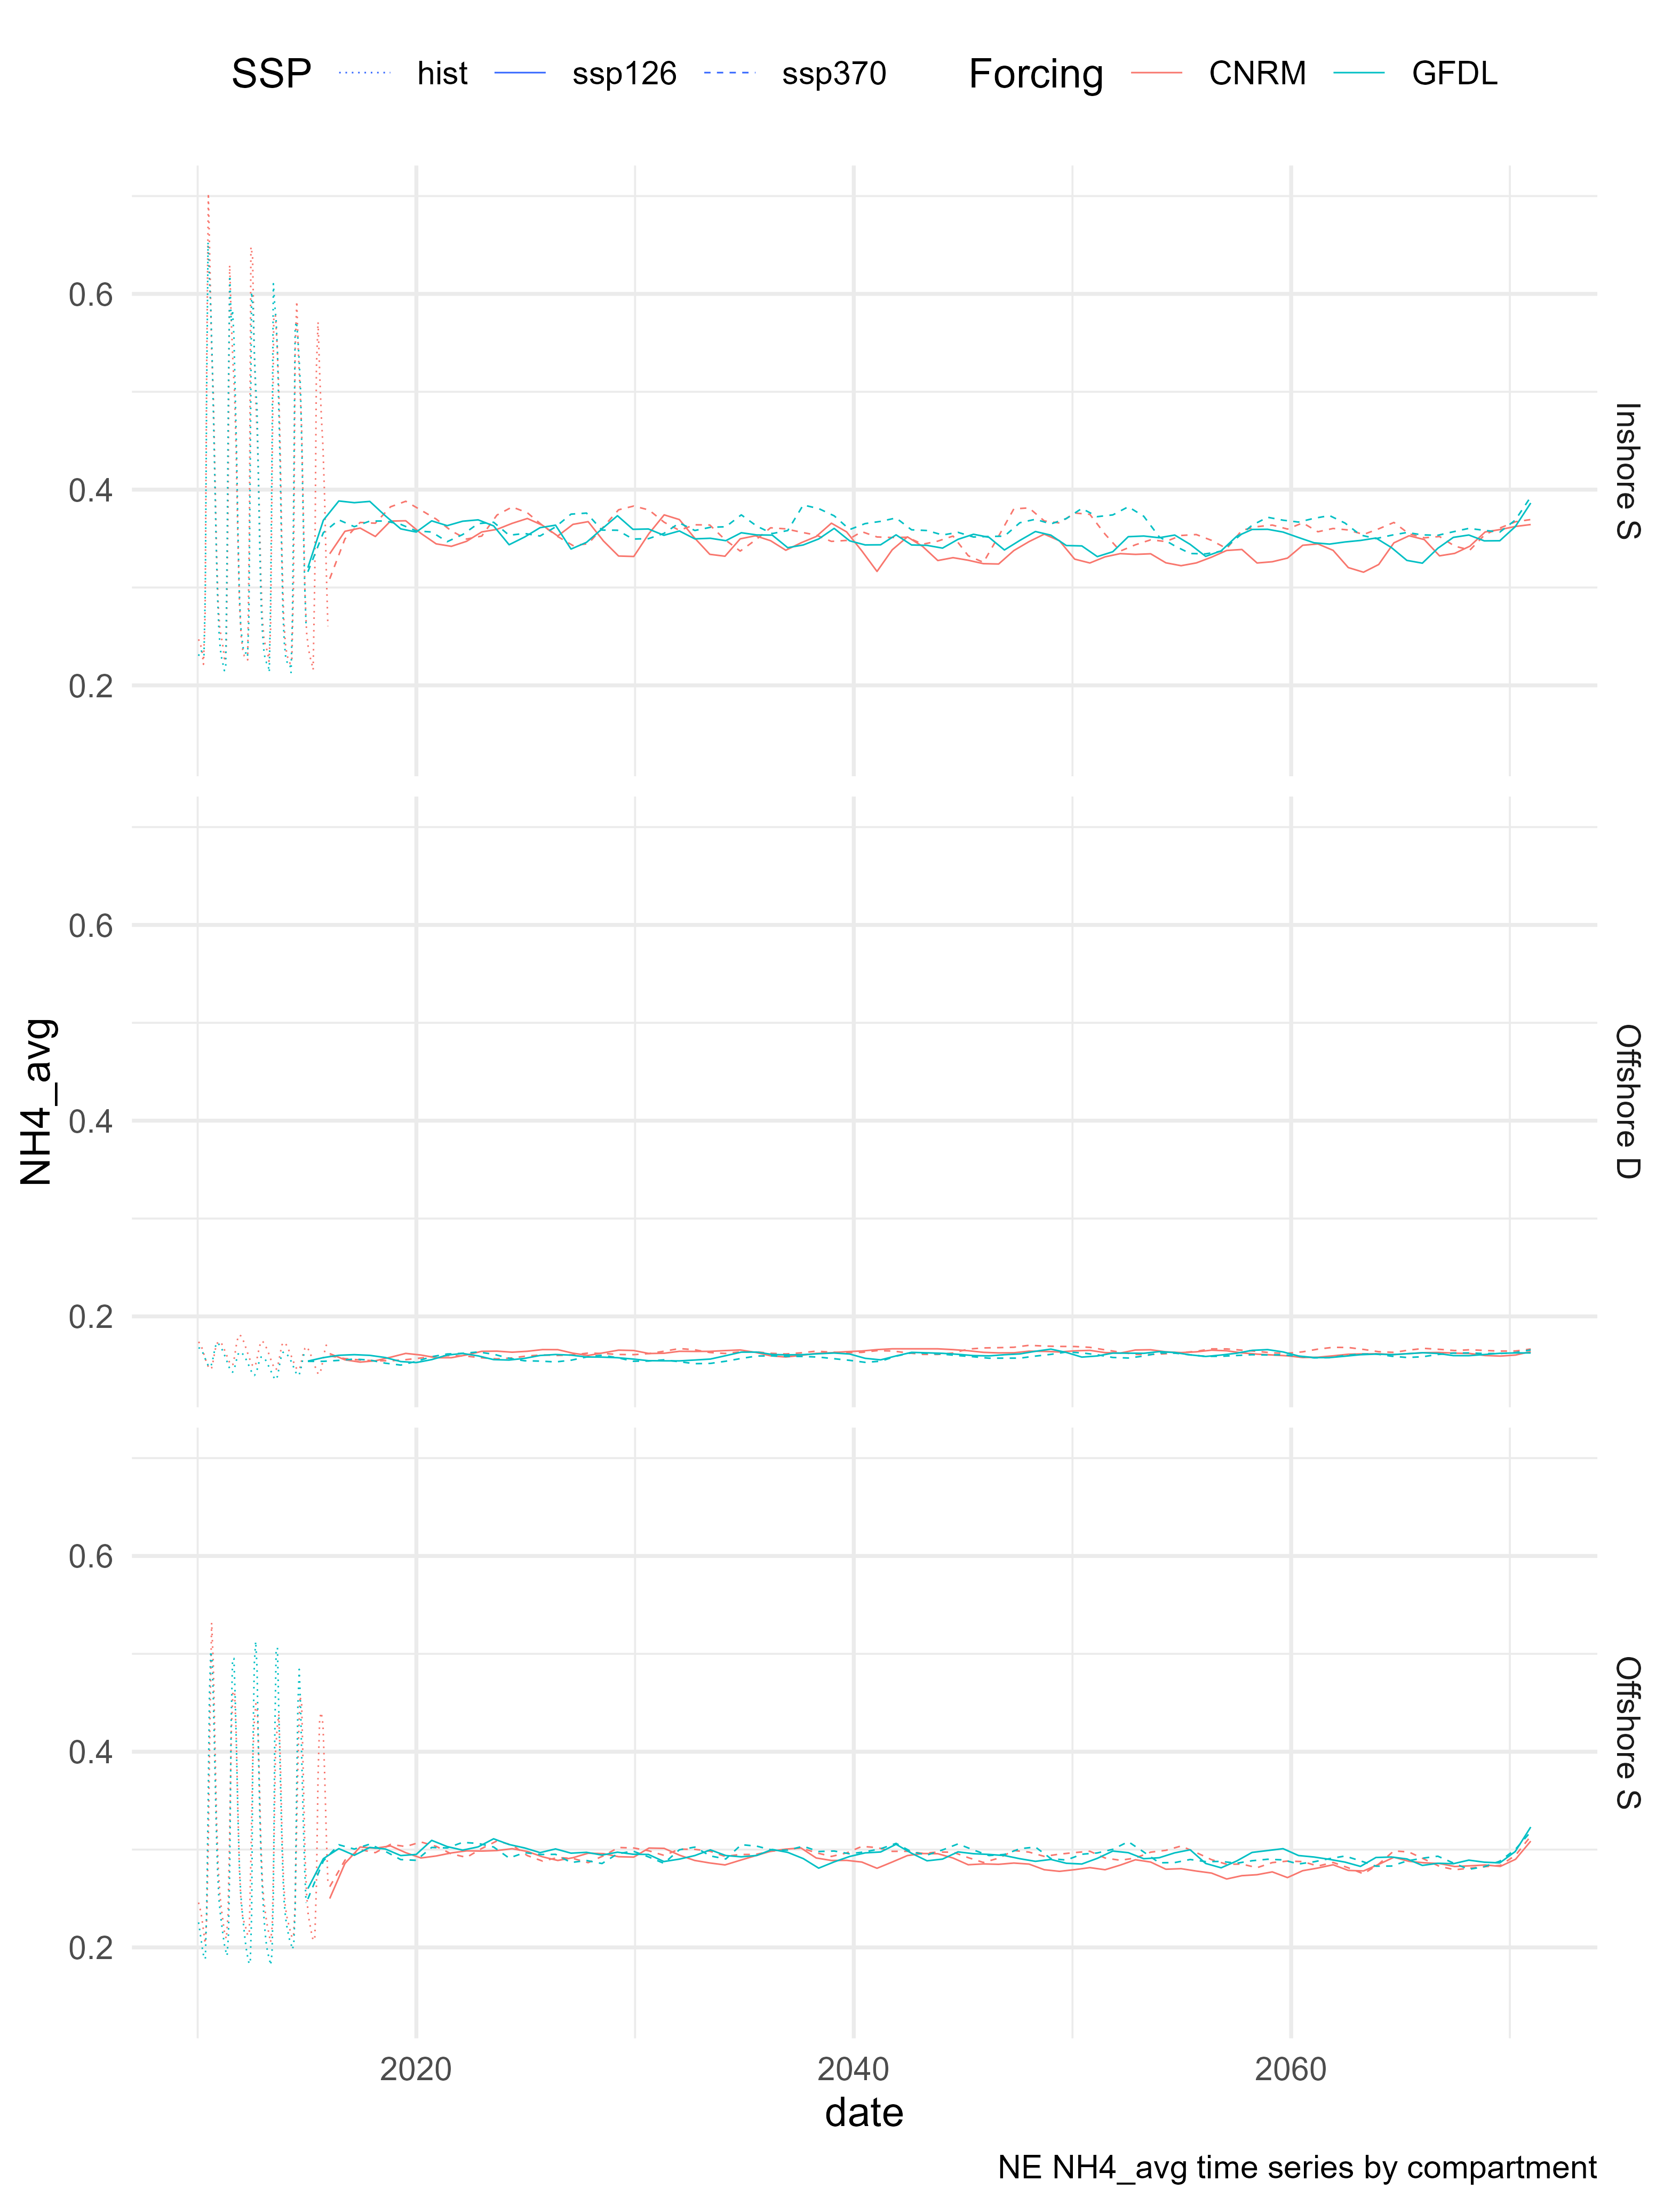 SSP hist ssp126 ssp370 Forcing CNRM GFDL
0.6
0.4
0.2
Inshore S
0.6
0.4
0.2
Offshore D
0.6
0.4
0.2
Offshore S
NH4_avg
2020 2040 2060
date
NE NH4_avg time series by compartment